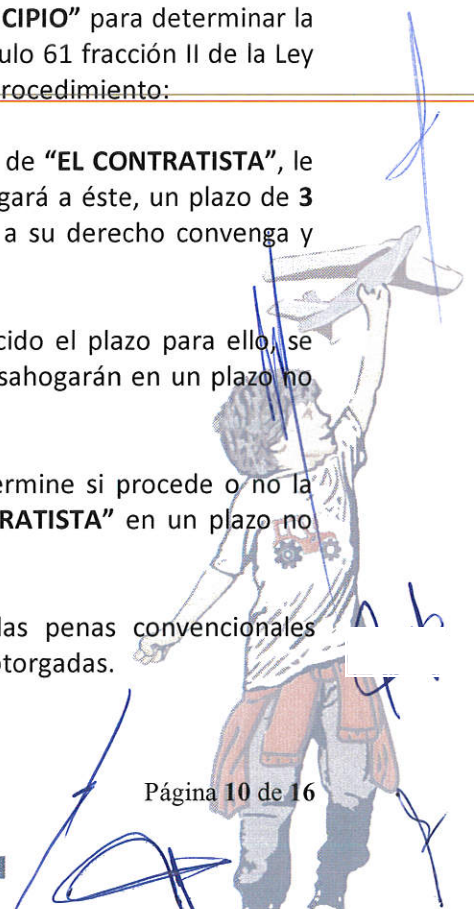 CIPIO” para determinar la
ulo 61 fracción II de la Ley
rocedimiento:
de “EL CONTRATISTA”, le
gará a éste, un plazo de 3
a su derecho convenga y
cido el plazo para ello, se
sahogarán en un plazo no
ermine si procede o no la
RATISTA” en un plazo no
las penas convencionales
otorgadas.
Página 10 de 16